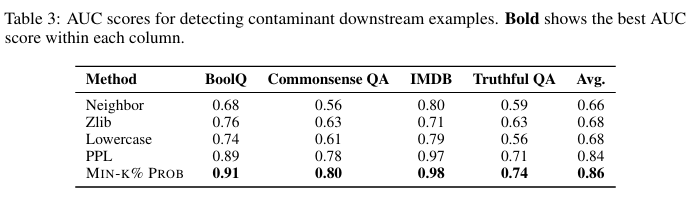 Table 3: AUC scores for detecting contaminant downstream examples. Bold shows the best AUC
score within each column.
Method BoolQ Commonsense QA IMDB Truthful QA Avg.
Neighbor 0.68 0.56 0.80 0.59 0.66
Zlib 0.76 0.63 0.71 0.63 0.68
Lowercase 0.74 0.61 0.79 0.56 0.68
PPL 0.89 0.78 0.97 0.71 0.84
MIN-K% PROB 0.91 0.80 0.98 0.74 0.86